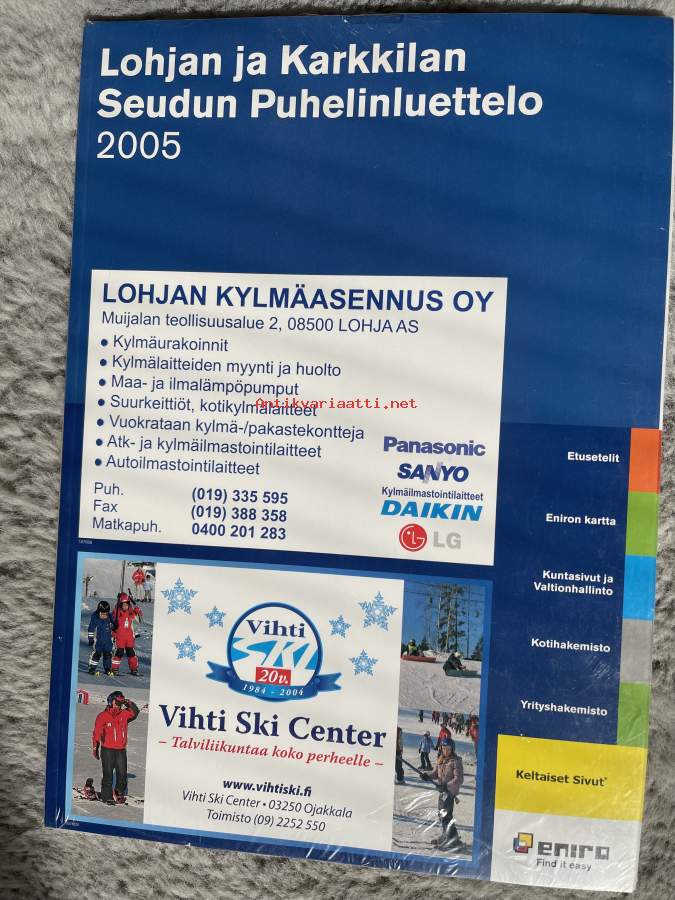 Lohjan ja Karkkilan
Seudun Puhelinluettelo
2005
LOHJAN KYLMÄASENNUS OY
Muijalan teollisuusalue 2, 08500 LOHJA AS
• Kylmäurakoinnit
• Kylmälaitteiden myynti ja huolto
• Maa- ja ilmalämpöpumput
• Suurkeittiöt, kotikylmälaitteet
• Vuokrataan kylmä-/pakastekontteja
• Atk- ja kylmäilmastointilaitteet
• Autoilmastointilaitteet
Puh. (019) 335 595
Fax (019) 388 358
Matkapuh. 0400 201 283
Panasonic
SANYO
Kylmäilmastointilaitteet
DAIKIN
LG
Antikvariaatti.net
Etusetelit
Eniron kartta
Kuntasivut ja
Valtionhallinto
Kotihakemisto
Yrityshakemisto
Keltaiset Sivut
eniro
Find it easy
Vihti
SKI
20v.
1984 - 2004
Vihti Ski Center
– Talviliikuntaa koko perheelle –
www.vihtiski.fi
Vihti Ski Center • 03250 Ojakkala
Toimisto (09) 2252 550